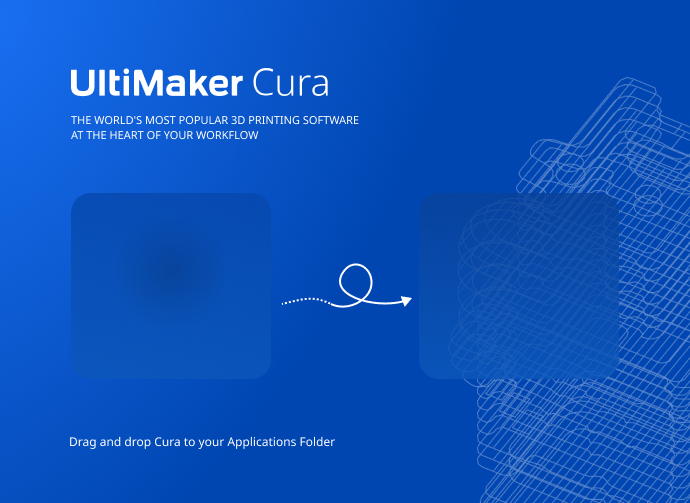 UltiMaker Cura
THE WORLD'S MOST POPULAR 3D PRINTING SOFTWARE
AT THE HEART OF YOUR WORKFLOW
Drag and drop Cura to your Applications Folder